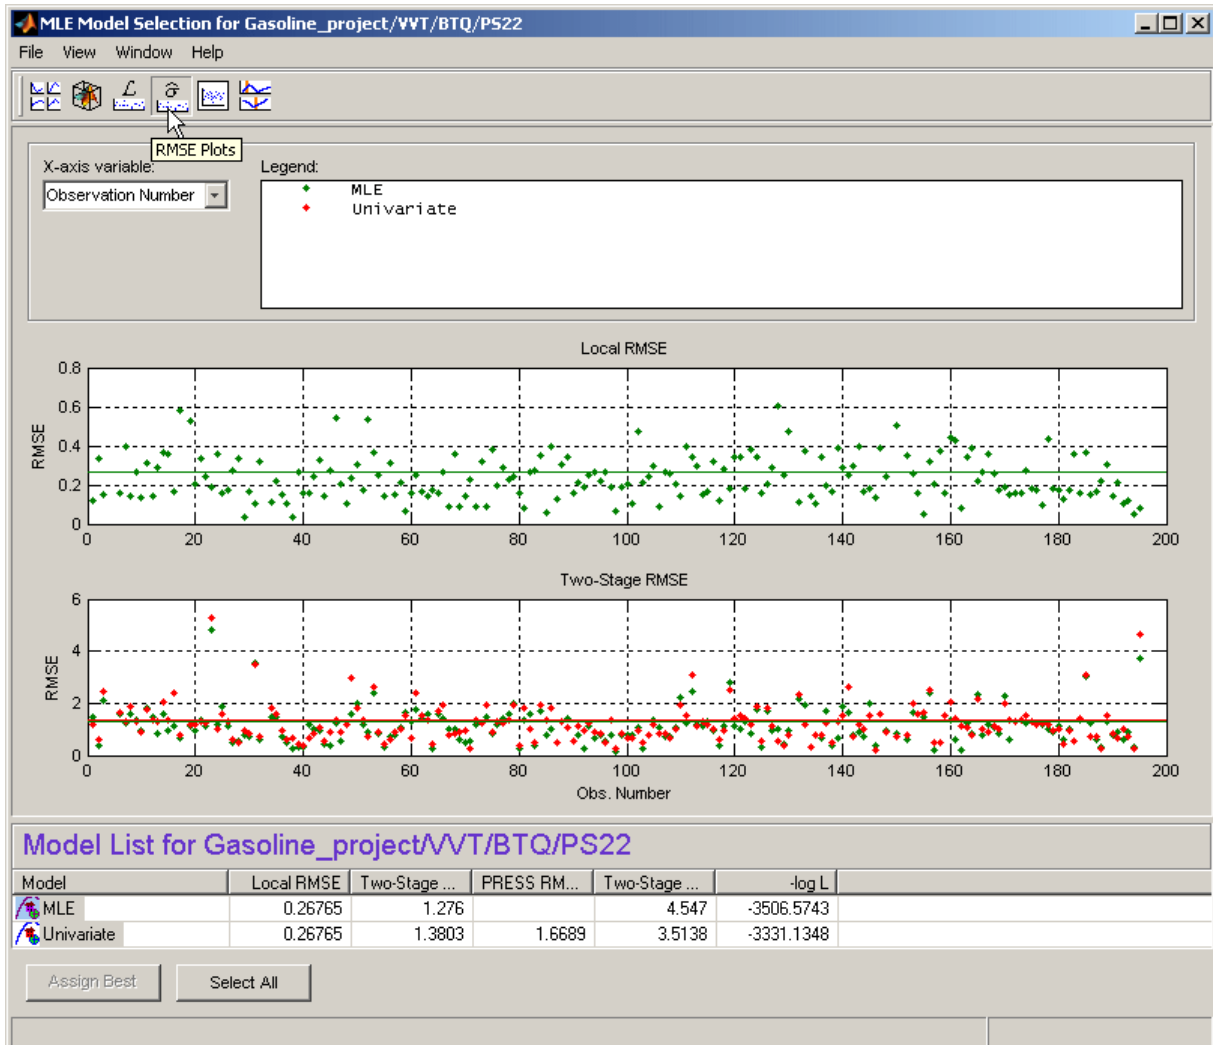 MLE Model Selection for Gasoline_project/VVT/BTQ/PS22
File View Window Help
ℒ σ̂
RMSE Plots
X-axis variable:
Observation Number
Legend:
MLE
Univariate
Local RMSE
RMSE
0.8
0.6
0.4
0.2
0
0 20 40 60 80 100 120 140 160 180 200
Two-Stage RMSE
RMSE
6
4
2
0
0 20 40 60 80 100 120 140 160 180 200
Obs. Number
Model List for Gasoline_project/VVT/BTQ/PS22
Model Local RMSE Two-Stage ... PRESS RM... Two-Stage ... -log L
MLE 0.26765 1.276 4.547 -3506.5743
Univariate 0.26765 1.3803 1.6689 3.5138 -3331.1348
Assign Best Select All